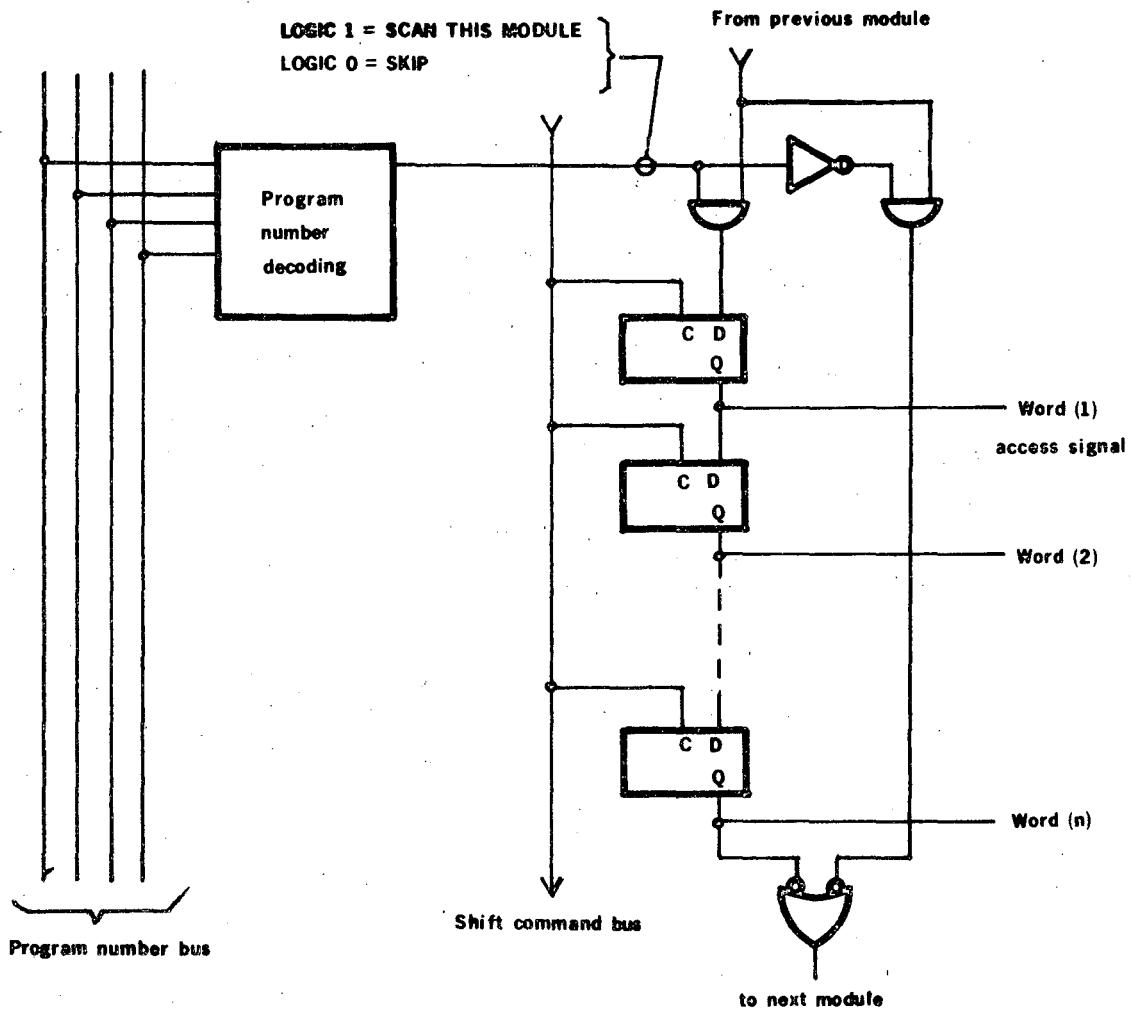 From previous module
LOGIC 1 = SCAN THIS MODULE
LOGIC 0 = SKIP
Program
number
decoding
C D
Q
Word (1)
access signal
C D
Q
Word (2)
C D
Q
Word (n)
Shift command bus
Program number bus
to next module